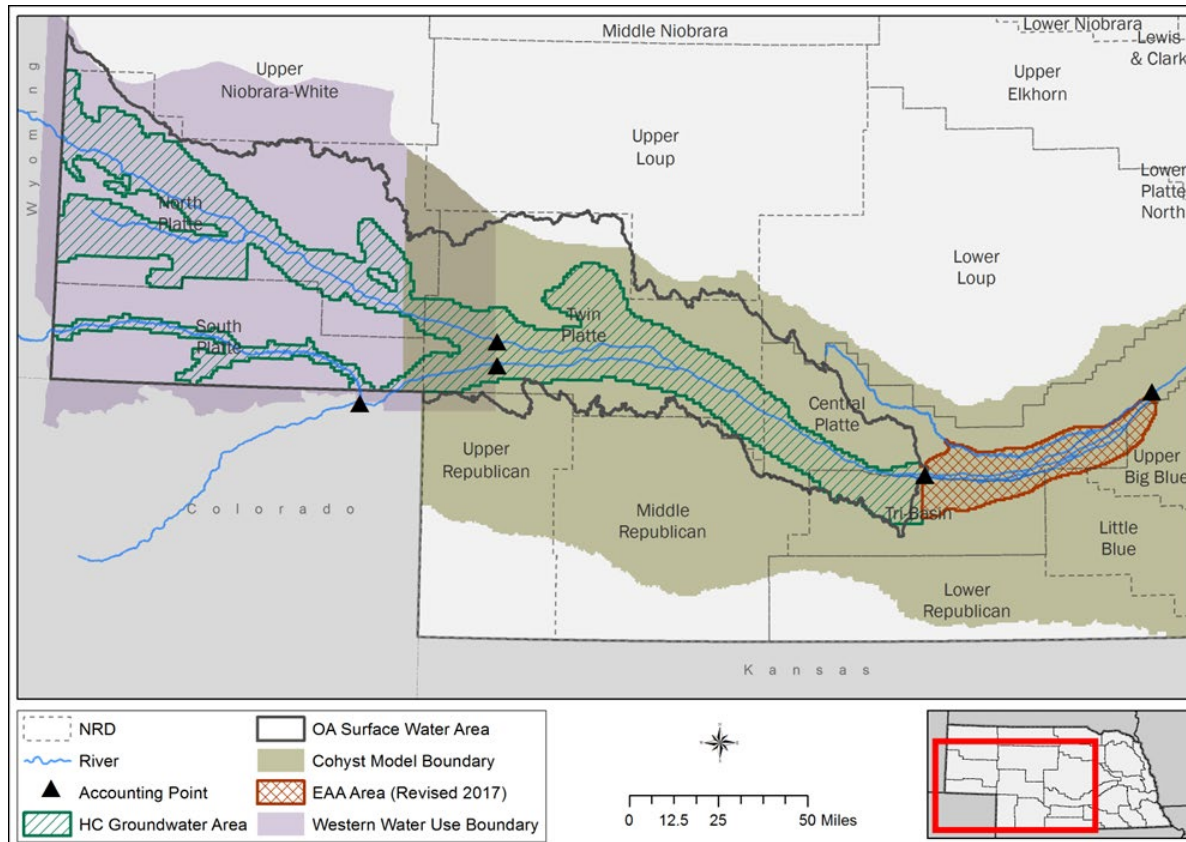 Middle Niobrara
Lower Niobrara
Lewis
& Clark
Upper
Niobrara-White
Upper
Elkhorn
Upper
Loup
Wyoming
Lower
Platte
North
North
Platte
Lower
Loup
South
Platte
Twin
Platte
Central
Platte
Upper
Republican
Upper
Big Blue
Colorado
Middle
Republican
Tri-Basin
Little
Blue
Lower
Republican
Kansas
NRD
River
Accounting Point
HC Groundwater Area
OA Surface Water Area
Cohyst Model Boundary
EAA Area (Revised 2017)
Western Water Use Boundary
0 12.5 25 50 Miles